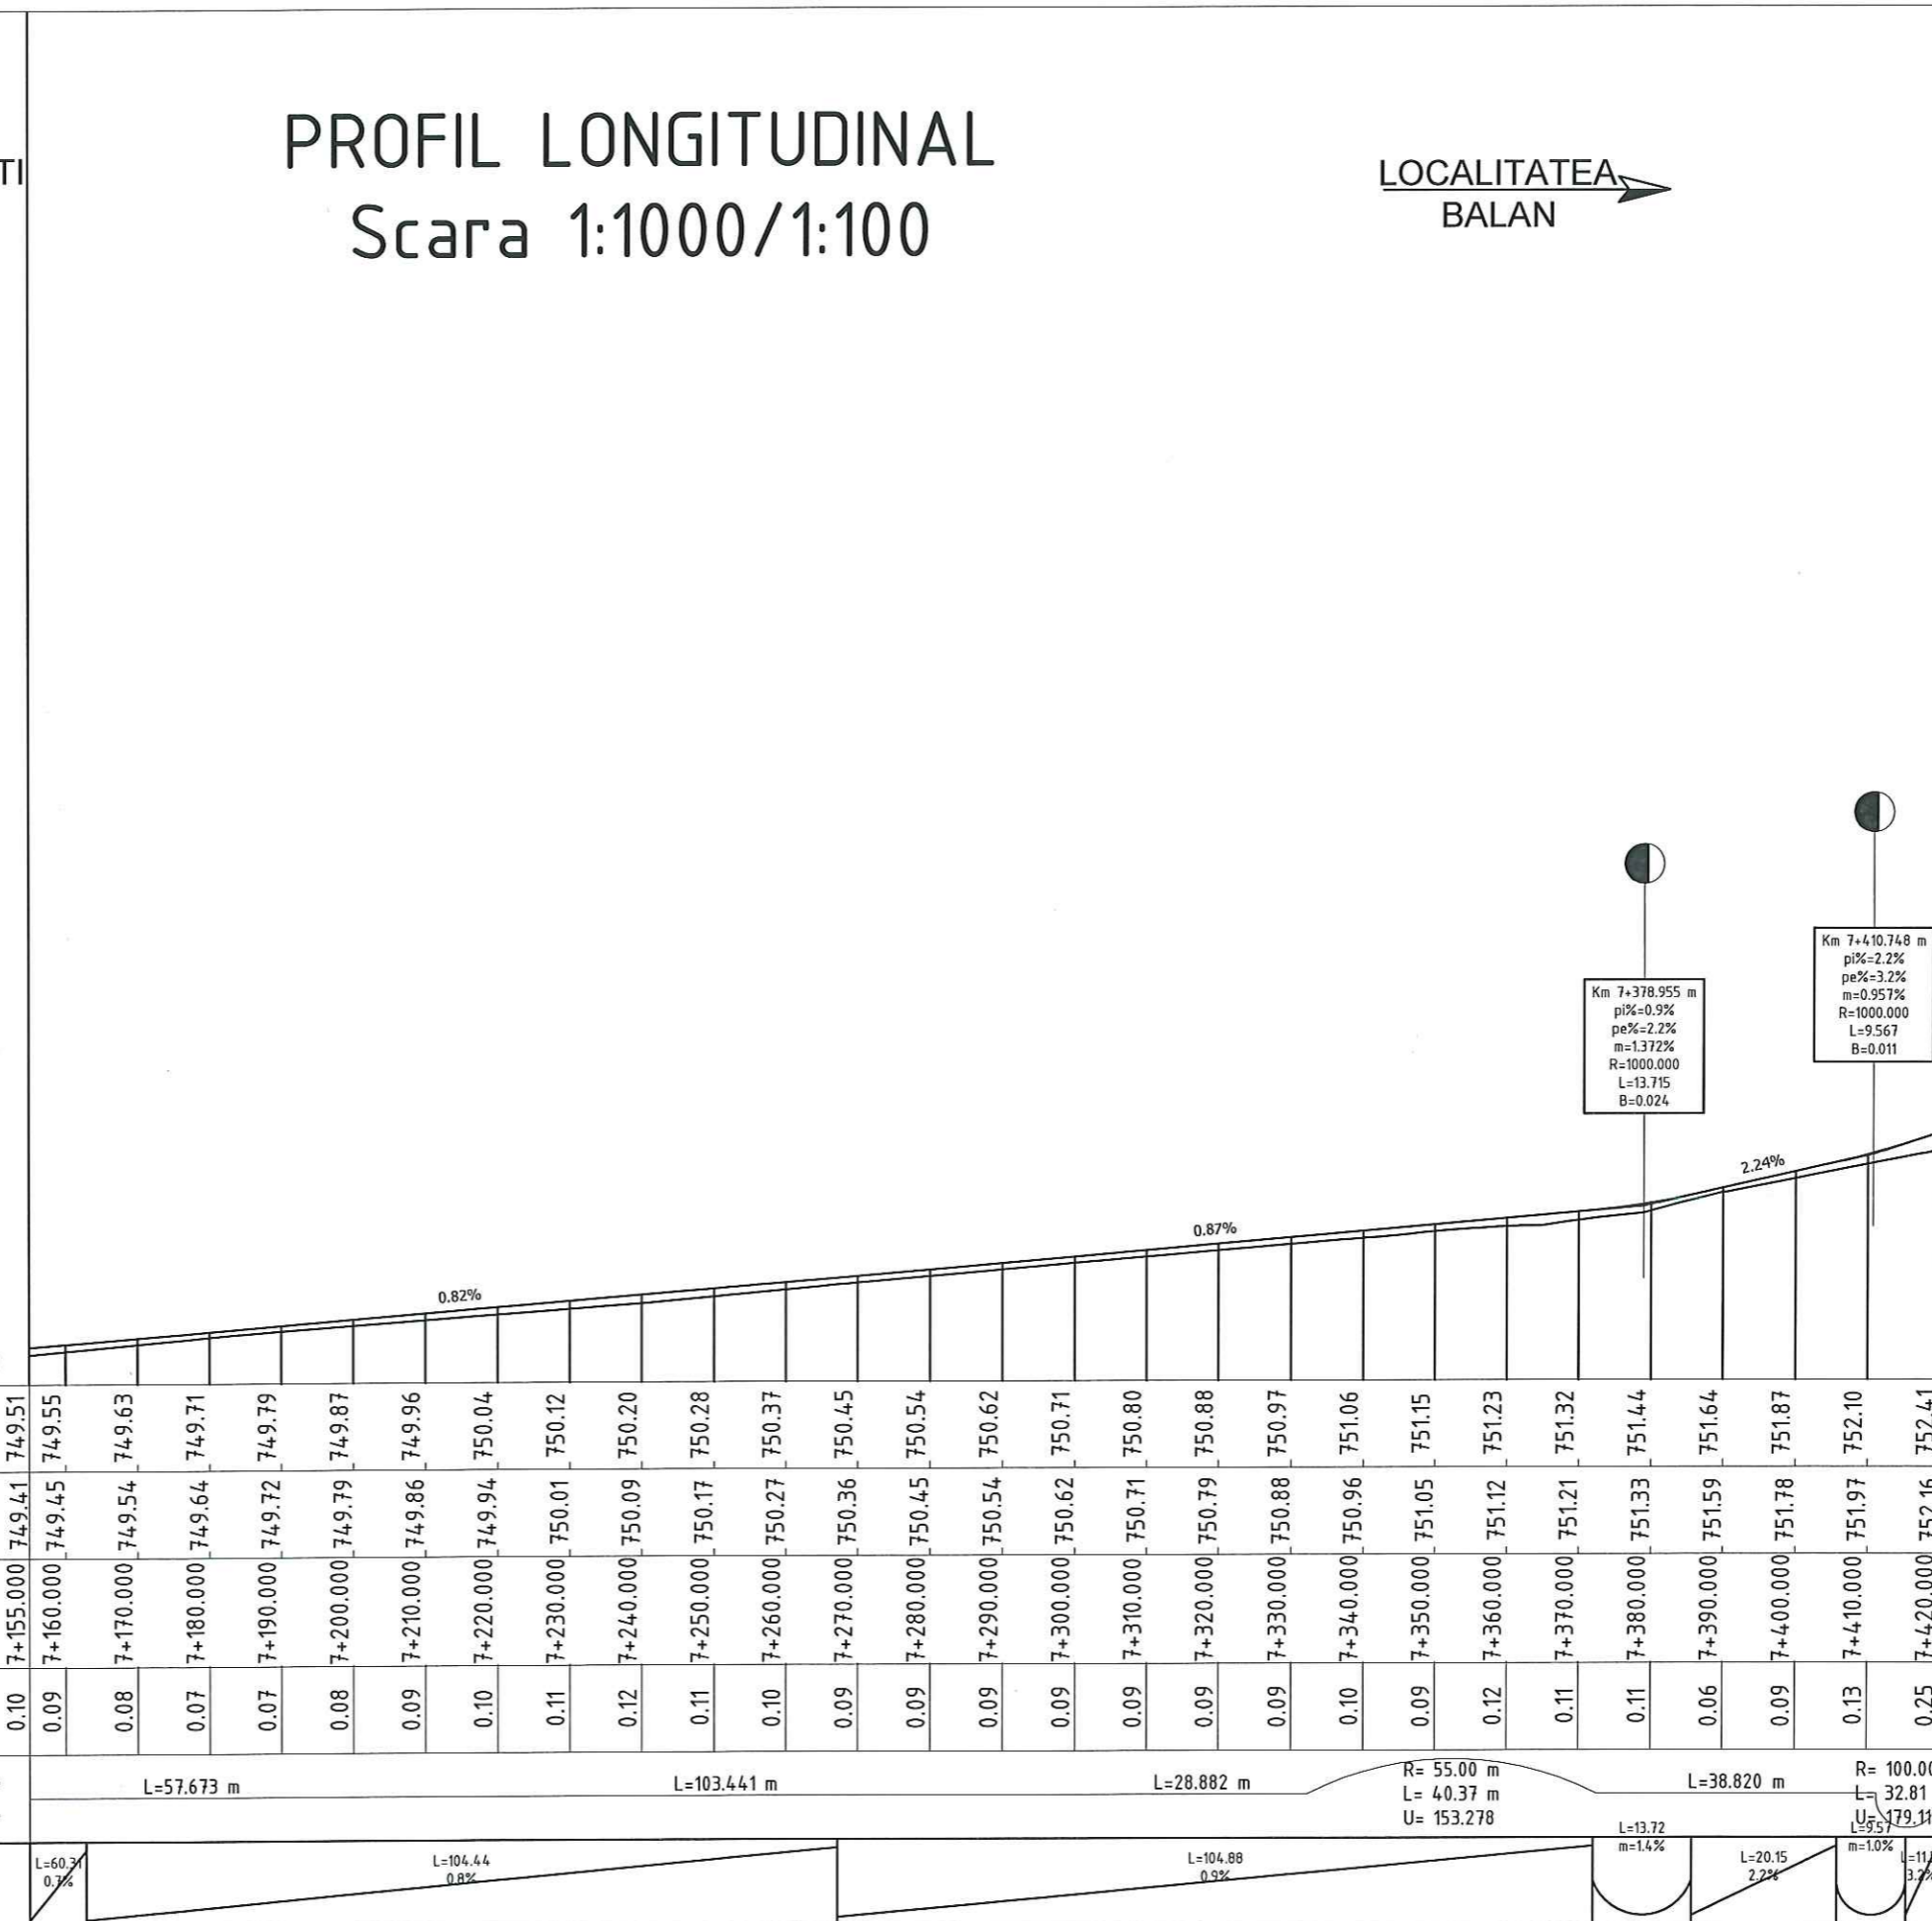 TI
PROFIL LONGITUDINAL
Scara 1:1000/1:100
LOCALITATEA
BALAN
Km 7+410.748 m
pi%=2.2%
pe%=3.2%
m=0.957%
R=1000.000
L=9.567
B=0.011
Km 7+378.955 m
pi%=0.9%
pe%=2.2%
m=1.372%
R=1000.000
L=13.715
B=0.024
0.82%
0.87%
2.24%
749.51 749.55 749.63 749.71 749.79 749.87 749.96 750.04 750.12 750.20 750.28 750.37 750.45 750.54 750.62 750.71 750.80 750.88 750.97 751.06 751.15 751.23 751.32 751.44 751.64 751.87 752.10 752.41
749.41 749.45 749.54 749.64 749.72 749.79 749.86 749.94 750.01 750.09 750.17 750.27 750.36 750.45 750.54 750.62 750.71 750.79 750.88 750.96 751.05 751.12 751.21 751.33 751.59 751.78 751.97 752.16
7+155.000 7+160.000 7+170.000 7+180.000 7+190.000 7+200.000 7+210.000 7+220.000 7+230.000 7+240.000 7+250.000 7+260.000 7+270.000 7+280.000 7+290.000 7+300.000 7+310.000 7+320.000 7+330.000 7+340.000 7+350.000 7+360.000 7+370.000 7+380.000 7+390.000 7+400.000 7+410.000 7+420.000
0.10 0.09 0.08 0.07 0.07 0.08 0.09 0.10 0.11 0.12 0.11 0.10 0.09 0.09 0.09 0.09 0.09 0.09 0.09 0.10 0.09 0.12 0.11 0.11 0.06 0.09 0.13 0.25
L=57.673 m
L=103.441 m
L=28.882 m
R= 55.00 m
L= 40.37 m
U= 153.278
L=38.820 m
R= 100.00
L= 32.81
U= 179.11
L=60.31
0.7%
L=104.44
0.8%
L=104.88
0.9%
L=13.72
m=1.4%
L=20.15
2.2%
L=9.57
m=1.0%
3.2%